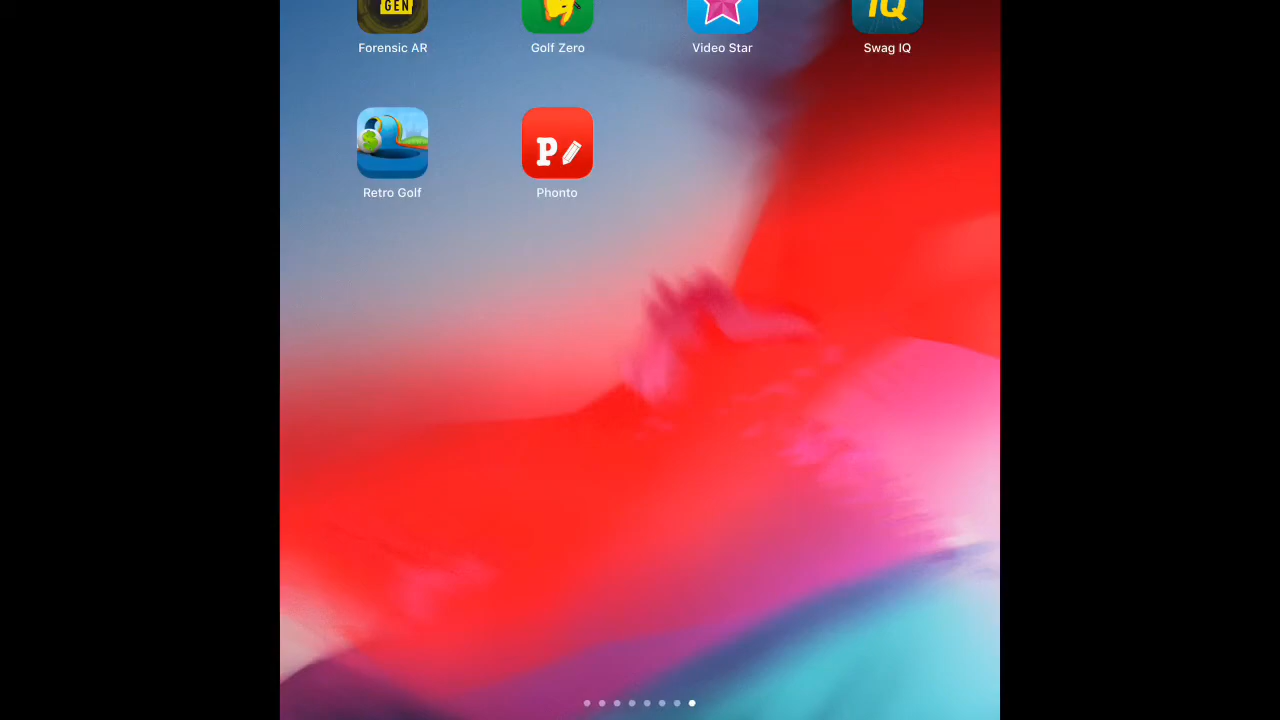 GEN
IQ
Forensic AR
Golf Zero
Video Star
Swag IQ
P
Retro Golf
Phonto